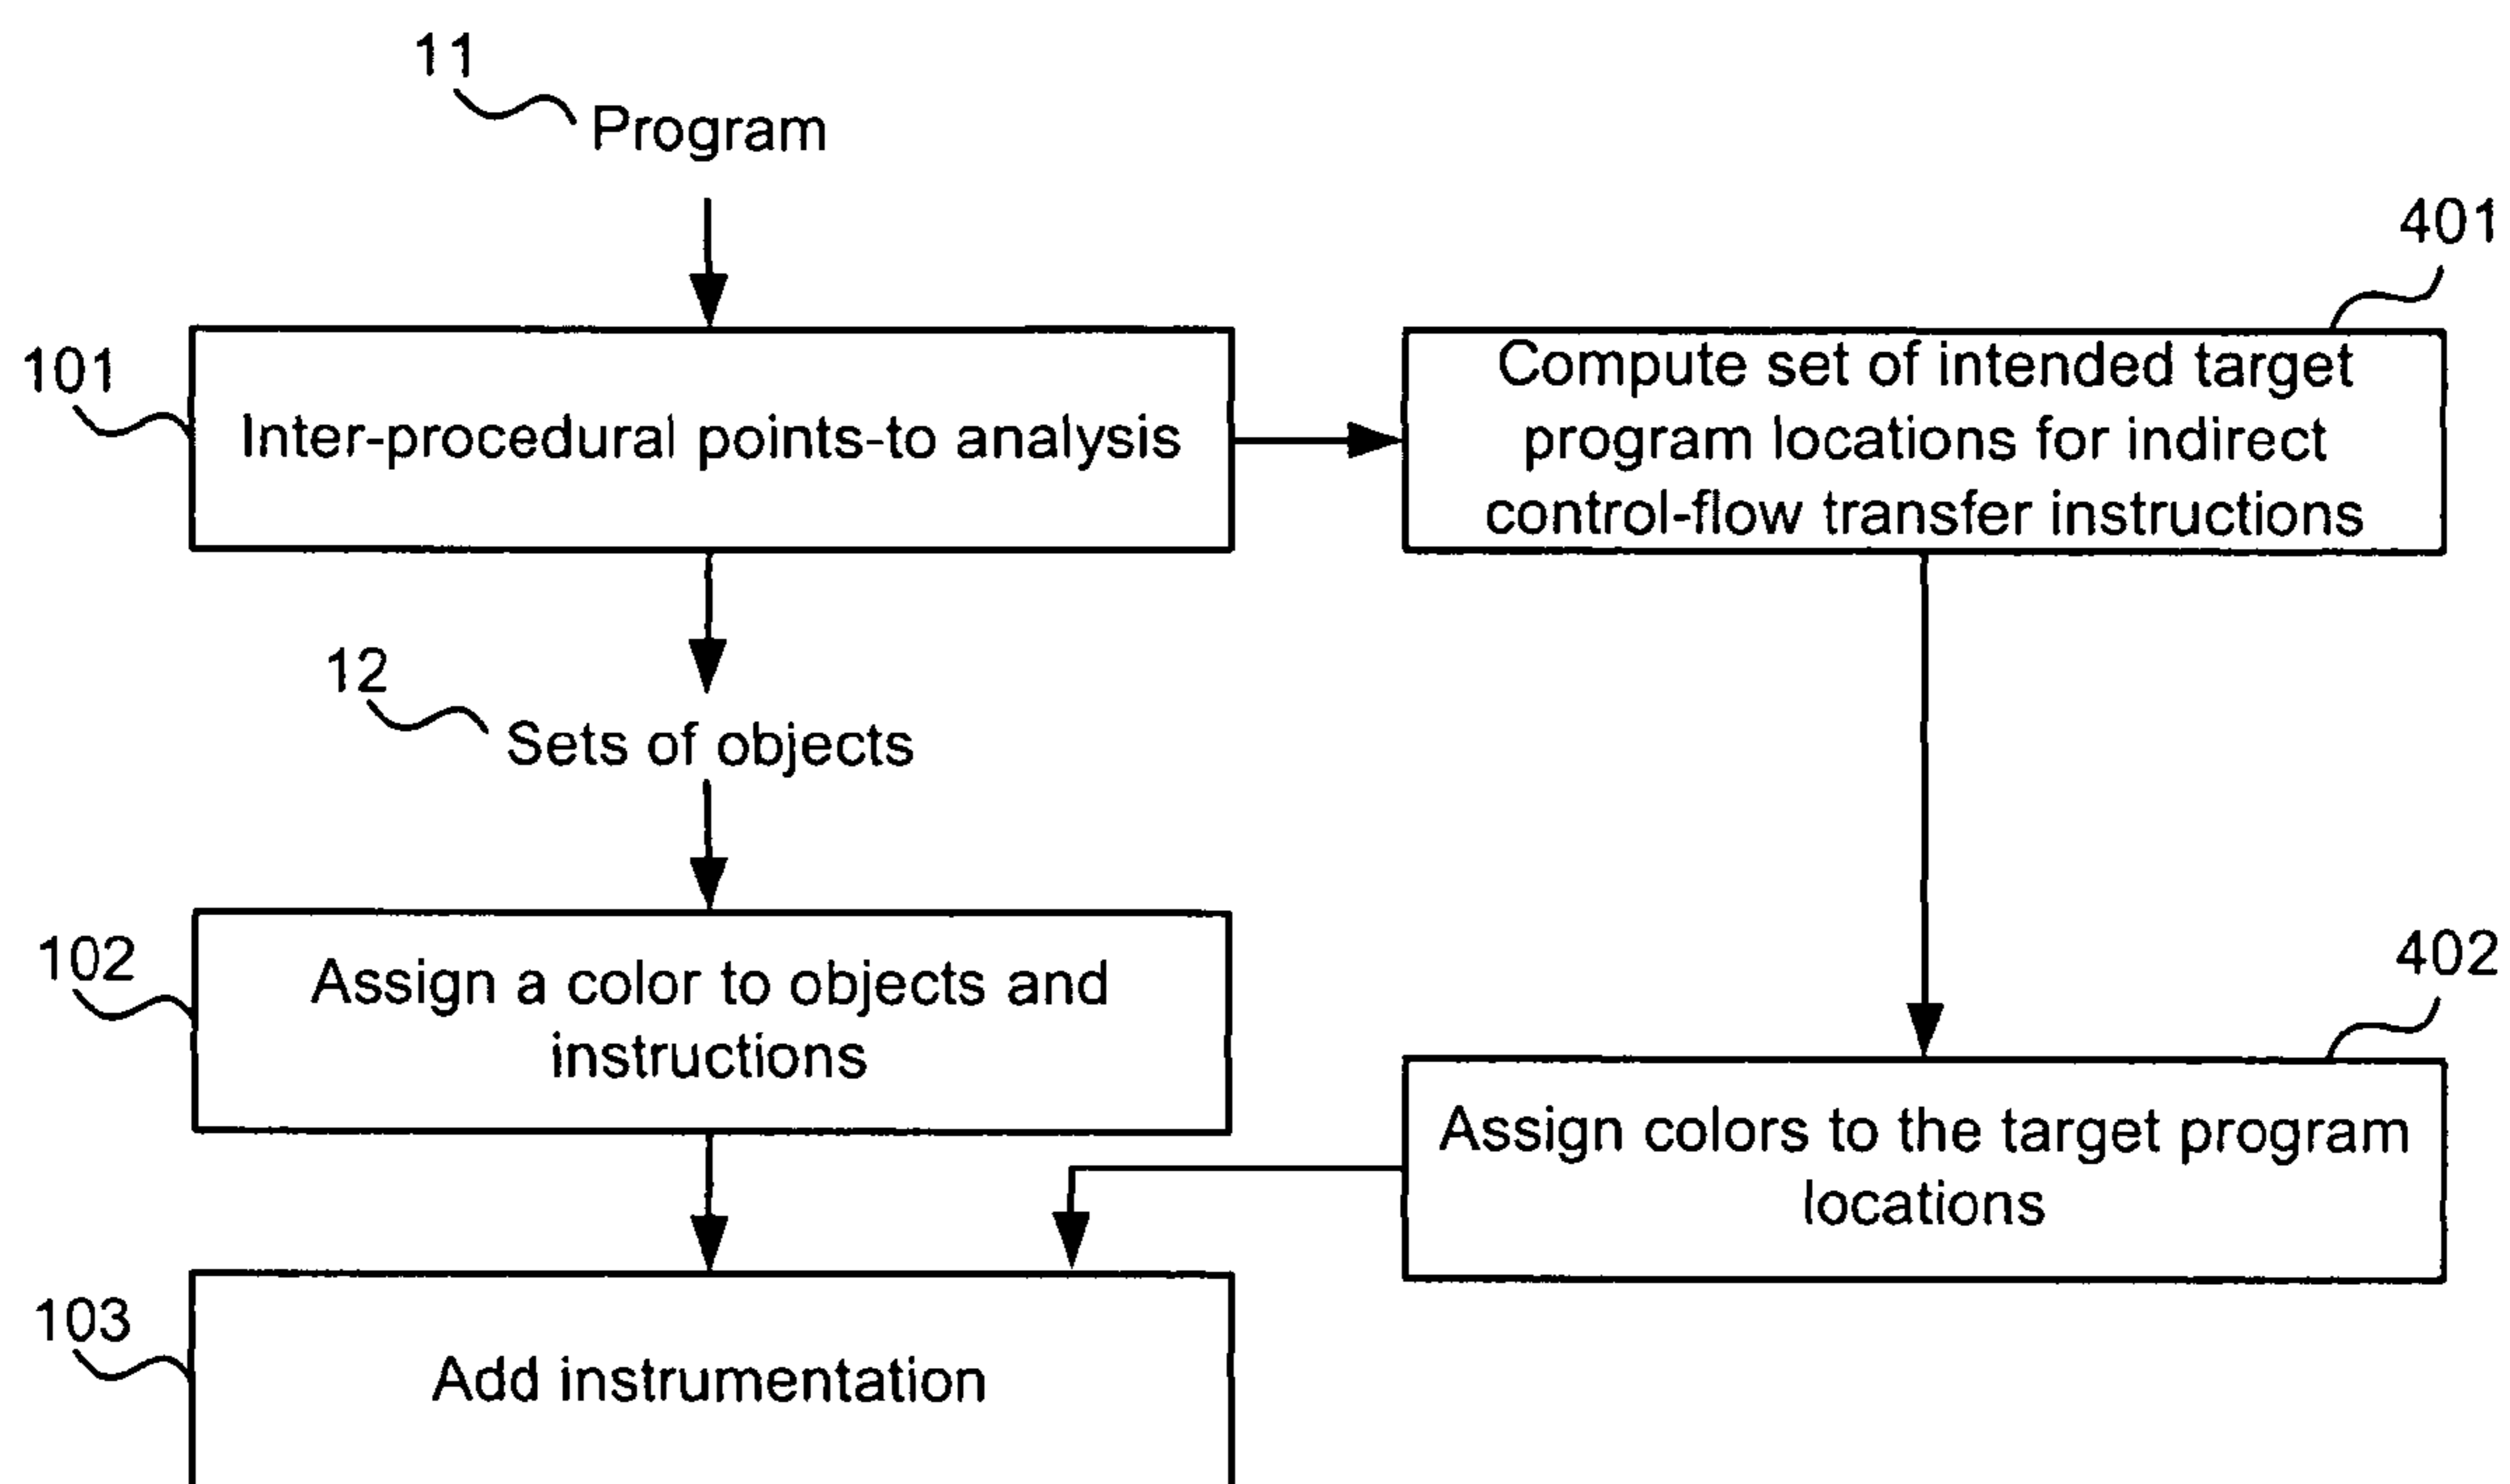 11
Program
401
101
Inter-procedural points-to analysis
Compute set of intended target
program locations for indirect
control-flow transfer instructions
12
Sets of objects
102
Assign a color to objects and
instructions
402
Assign colors to the target program
locations
103
Add instrumentation